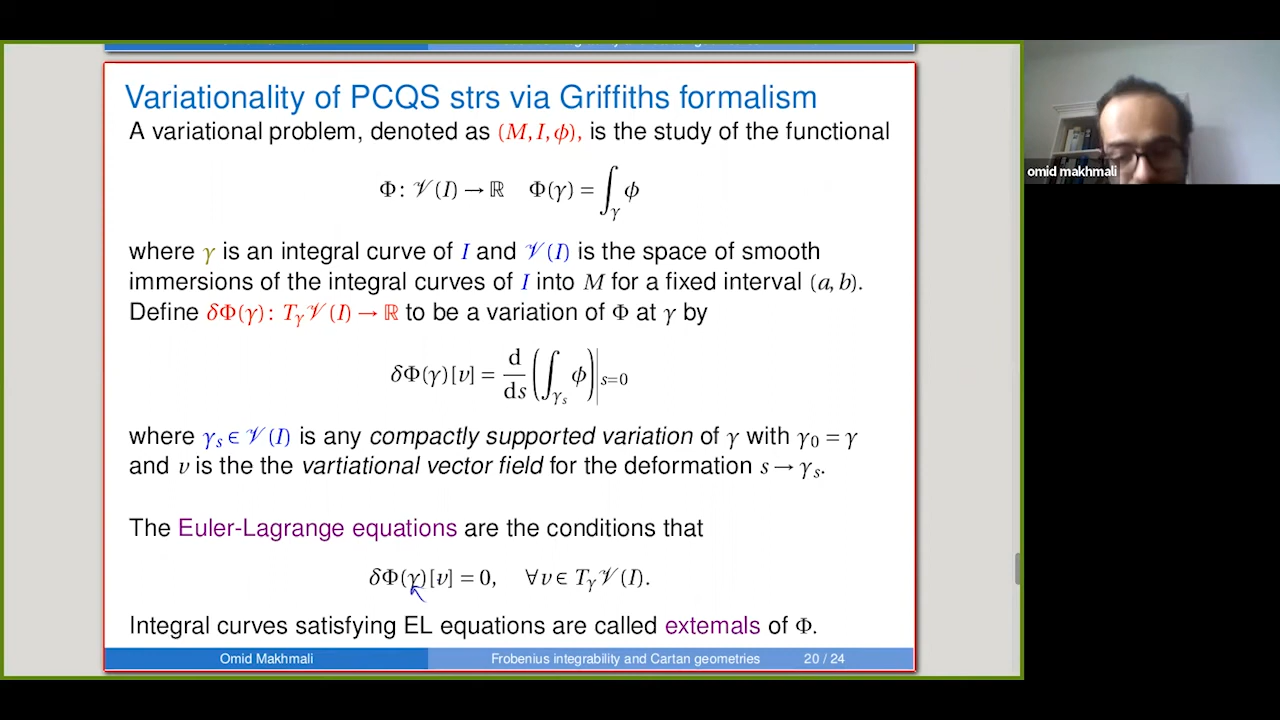 Variationality of PCQS strs via Griffiths formalism
A variational problem, denoted as (M, I, ϕ), is the study of the functional
Φ: 𝒱(I) → ℝ Φ(γ) = ∫_γ ϕ
where γ is an integral curve of I and 𝒱(I) is the space of smooth
immersions of the integral curves of I into M for a fixed interval (a, b).
Define δΦ(γ): T_γ𝒱(I) → ℝ to be a variation of Φ at γ by
δΦ(γ)[v] = d/ds (∫_{γ_s} ϕ)|_{s=0}
where γ_s ∈ 𝒱(I) is any compactly supported variation of γ with γ_0 = γ
and v is the the vartiational vector field for the deformation s → γ_s.
The Euler-Lagrange equations are the conditions that
δΦ(γ)[v] = 0, ∀v ∈ T_γ𝒱(I).
Integral curves satisfying EL equations are called extemals of Φ.
Omid Makhmali Frobenius integrability and Cartan geometries 20 / 24
omid makhmali